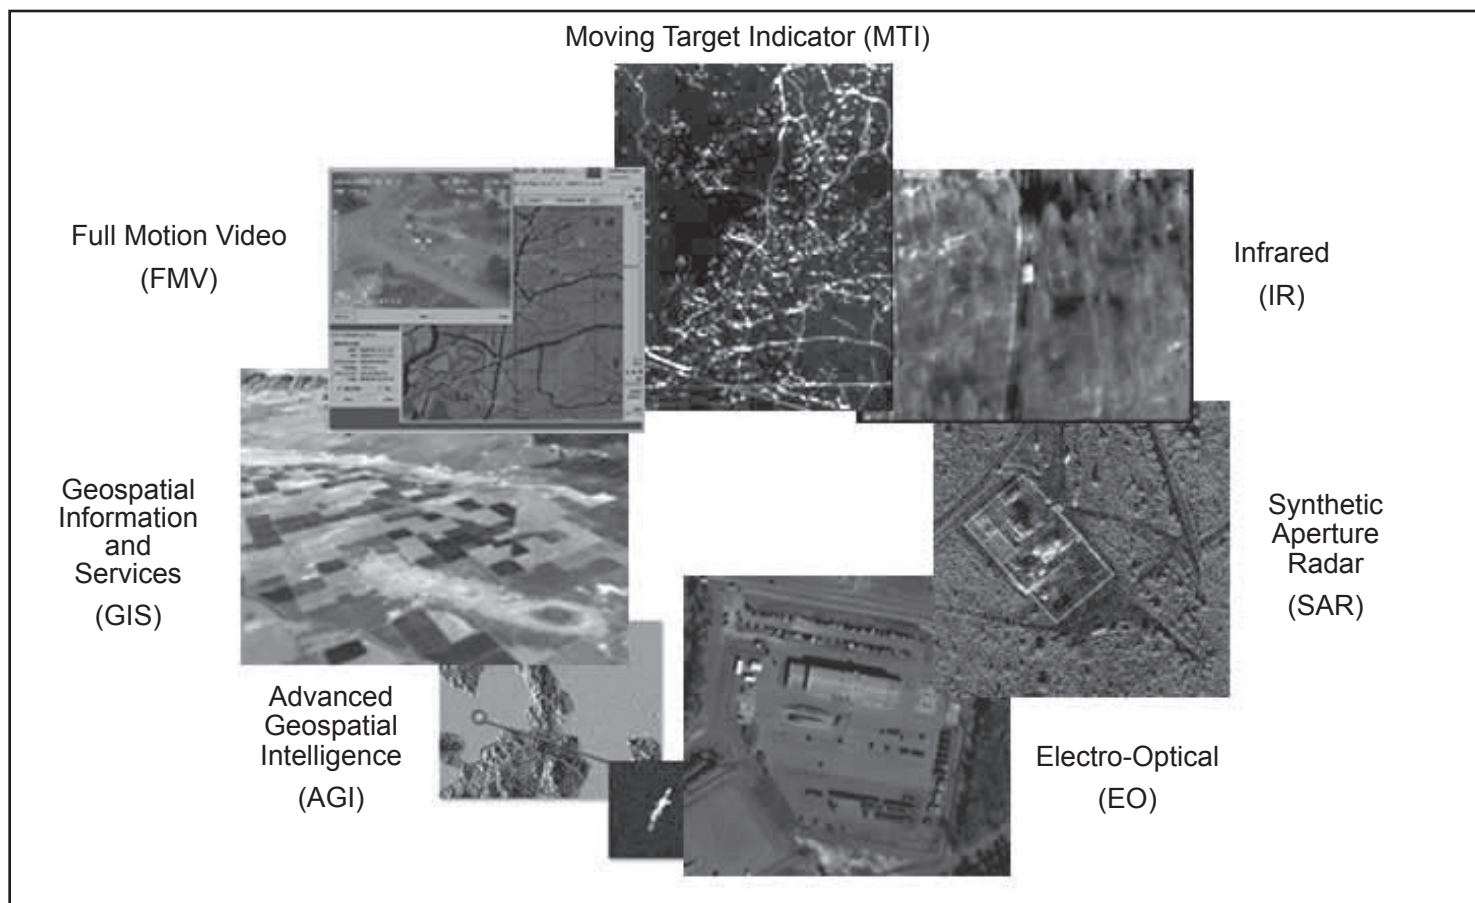 Moving Target Indicator (MTI)
Full Motion Video
(FMV)
Infrared
(IR)
Geospatial
Information
and
Services
(GIS)
Synthetic
Aperture
Radar
(SAR)
Advanced
Geospatial
Intelligence
(AGI)
Electro-Optical
(EO)